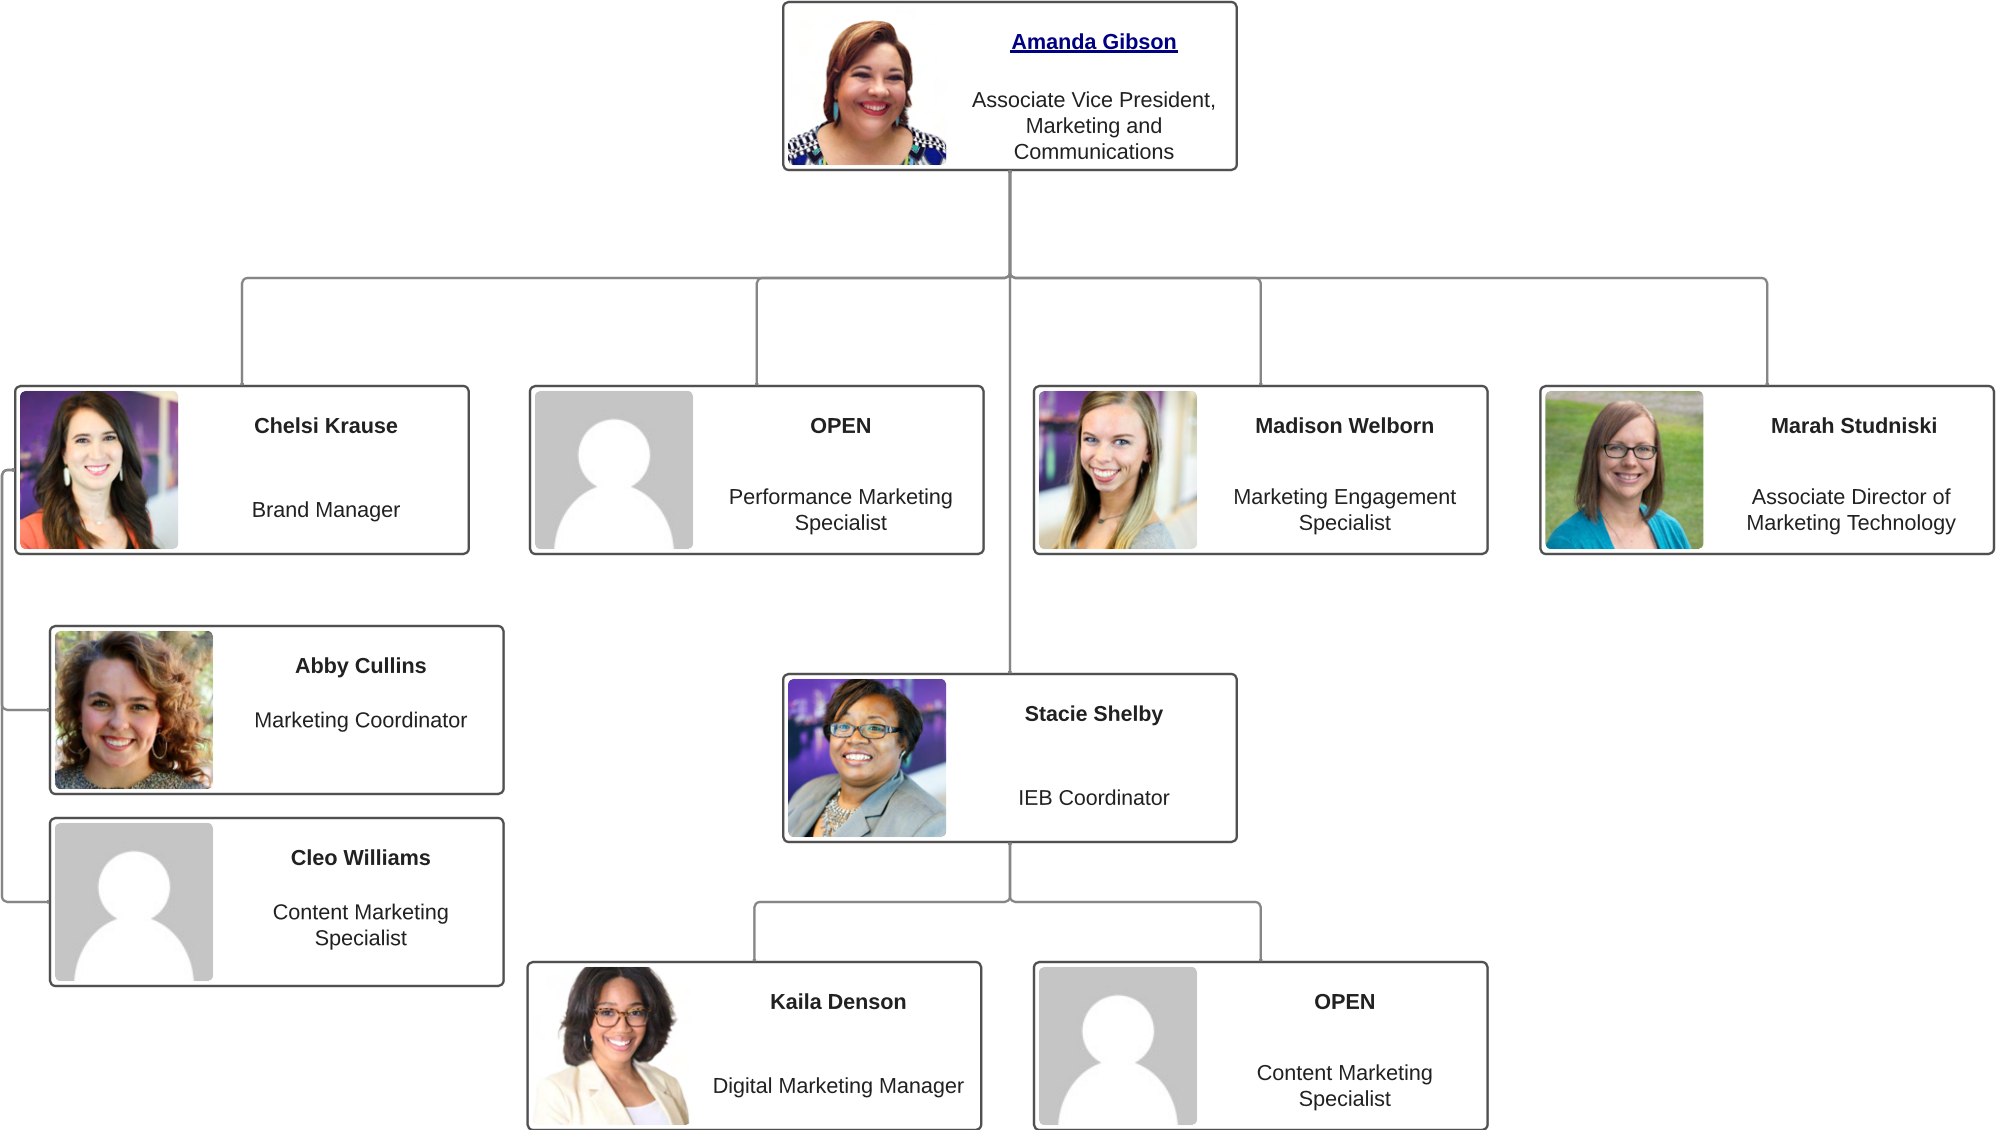 Amanda Gibson
Associate Vice President,
Marketing and
Communications
Chelsi Krause
Brand Manager
OPEN
Performance Marketing
Specialist
Madison Welborn
Marketing Engagement
Specialist
Marah Studniski
Associate Director of
Marketing Technology
Abby Cullins
Marketing Coordinator
Stacie Shelby
IEB Coordinator
Cleo Williams
Content Marketing
Specialist
Kaila Denson
Digital Marketing Manager
OPEN
Content Marketing
Specialist